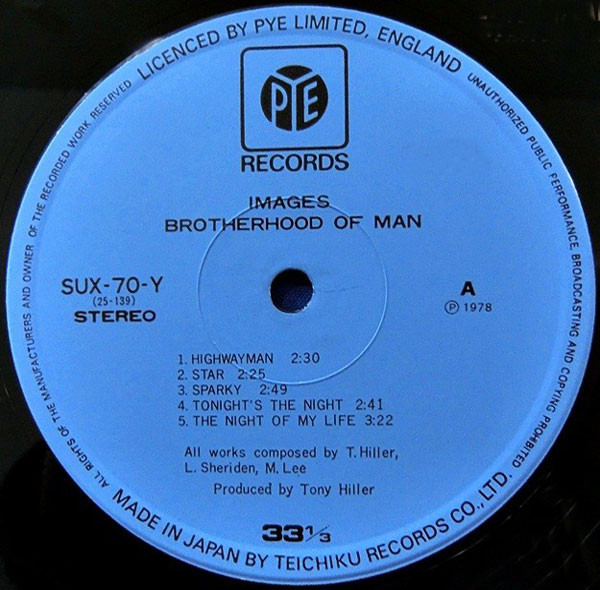 LICENCED BY PYE LIMITED, ENGLAND
UNAUTHORIZED PUBLIC PERFORMANCE, BROADCASTING AND COPYING PROHIBITED
ALL RIGHTS OF THE MANUFACTURERS AND OWNER OF THE RECORDED WORK RESERVED
PYE
RECORDS
IMAGES
BROTHERHOOD OF MAN
SUX-70-Y
(25-139)
STEREO
A
Ⓟ 1978
1. HIGHWAYMAN 2:30
2. STAR 2:25
3. SPARKY 2:49
4. TONIGHT'S THE NIGHT 2:41
5. THE NIGHT OF MY LIFE 3:22
All works composed by T. Hiller,
L. Sheriden, M. Lee
Produced by Tony Hiller
33 1/3
MADE IN JAPAN BY TEICHIKU RECORDS CO., LTD.